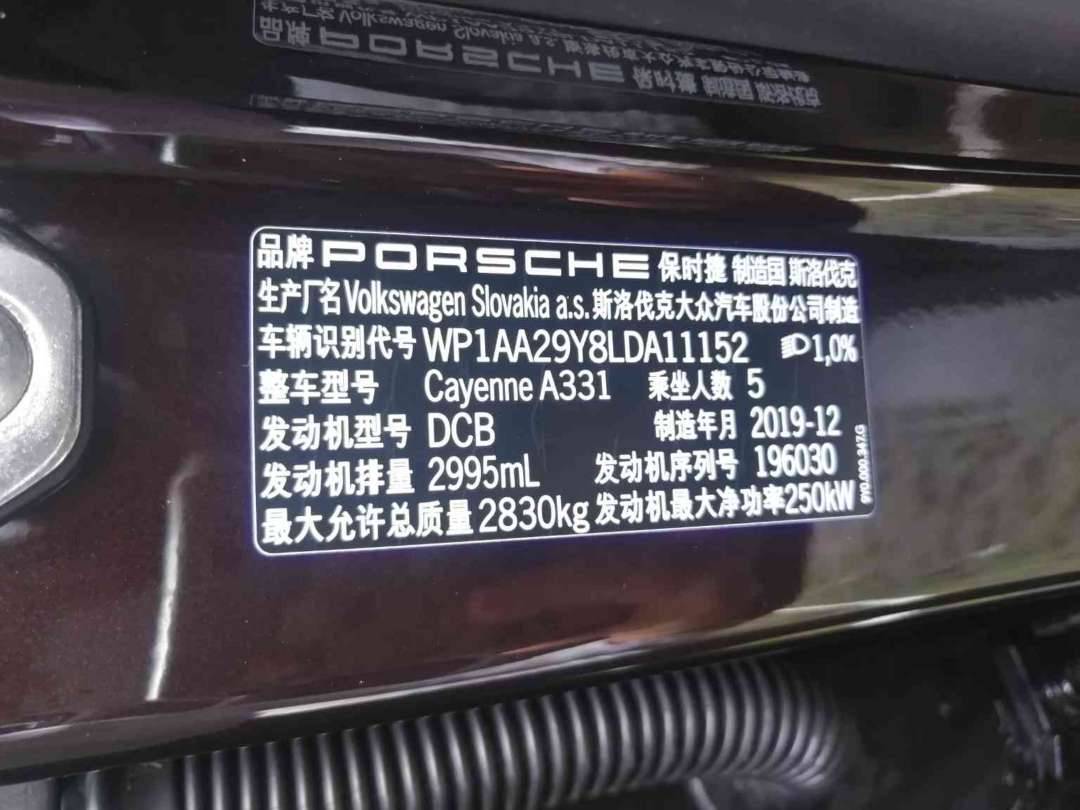 品牌 PORSCHE 保时捷 制造国 斯洛伐克
生产厂名 Volkswagen Slovakia a.s. 斯洛伐克大众汽车股份公司制造
车辆识别代号 WP1AA29Y8LDA11152 1,0%
整车型号 Cayenne A331 乘坐人数 5
发动机型号 DCB 制造年月 2019-12
发动机排量 2995mL 发动机序列号 196030
最大允许总质量 2830kg 发动机最大净功率 250kW
9Y0.000.347.G